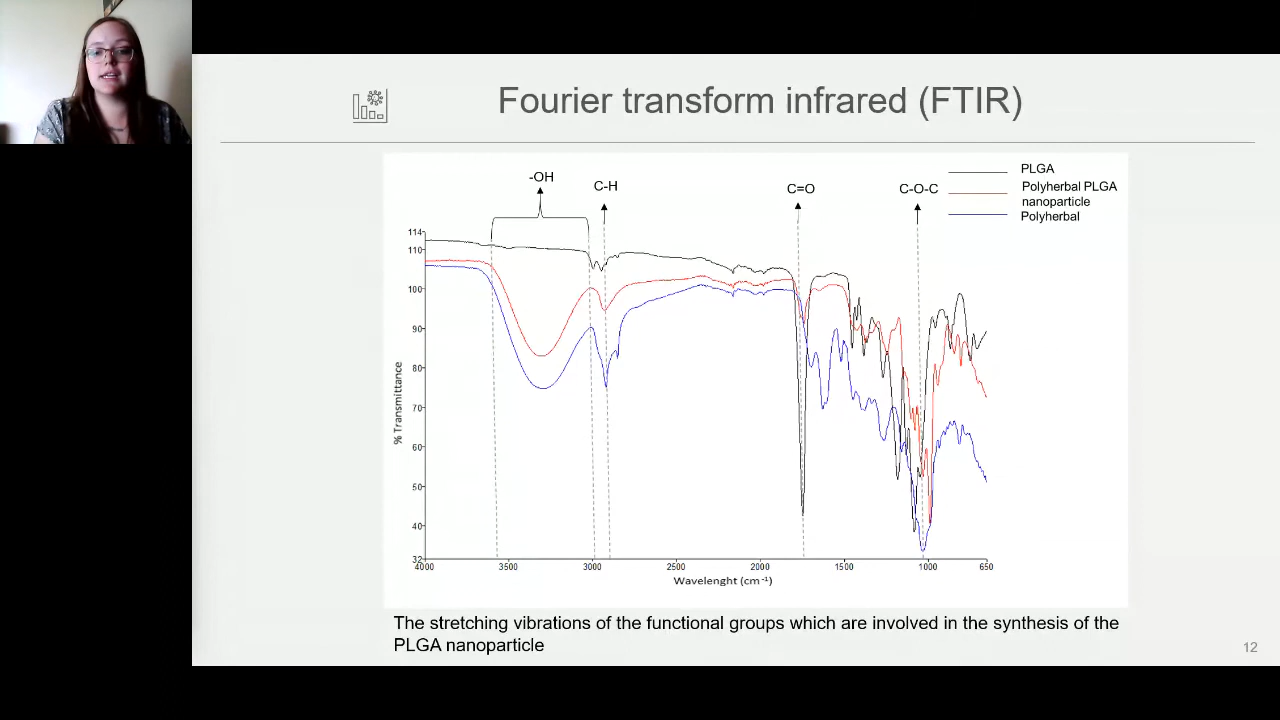 Fourier transform infrared (FTIR)
-OH
C-H
C=O
C-O-C
PLGA
Polyherbal PLGA
nanoparticle
Polyherbal
114
110
100
90
80
70
60
50
40
32
% Transmittance
4000
3500
3000
2500
2000
1500
1000
650
Wavelenght (cm⁻¹)
The stretching vibrations of the functional groups which are involved in the synthesis of the
PLGA nanoparticle
12